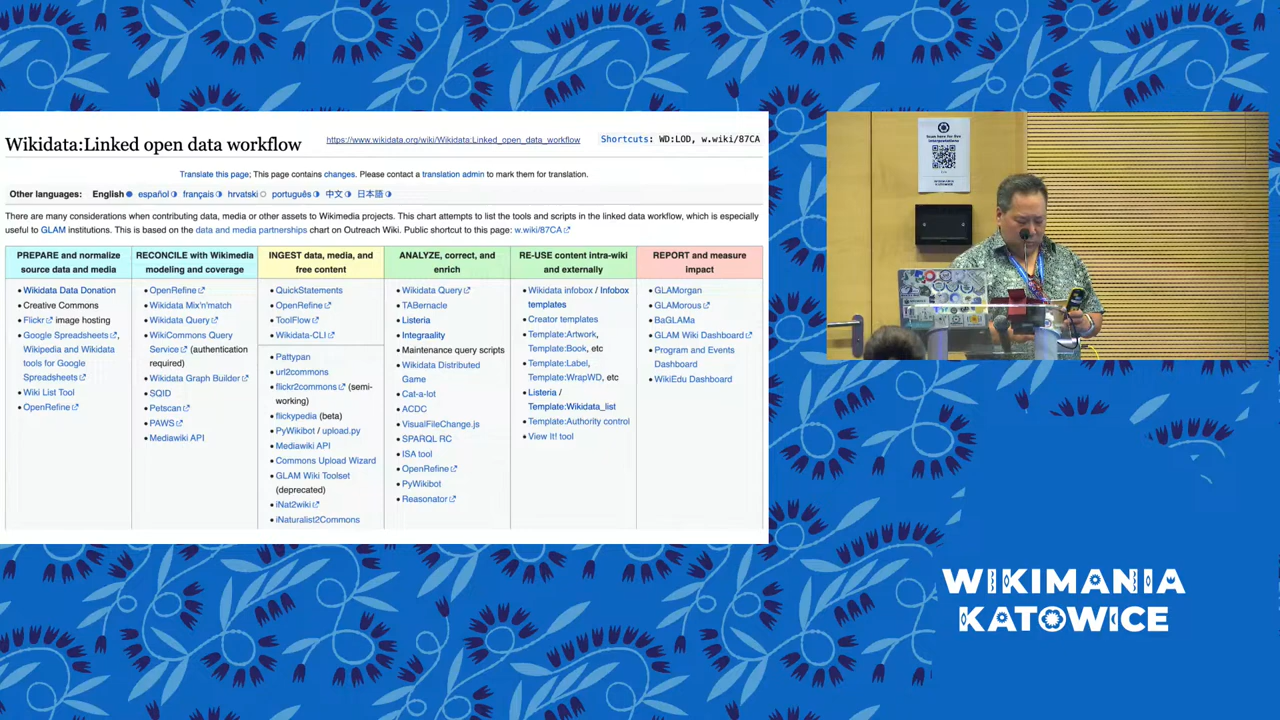 Wikidata:Linked open data workflow
https://www.wikidata.org/wiki/Wikidata:Linked_open_data_workflow
Shortcuts: WD:LOD, w.wiki/87CA
Translate this page; This page contains changes. Please contact a translation admin to mark them for translation.
Other languages: English español français hrvatski português 中文 日本語
There are many considerations when contributing data, media or other assets to Wikimedia projects. This chart attempts to list the tools and scripts in the linked data workflow, which is especially
useful to GLAM institutions. This is based on the data and media partnerships chart on Outreach Wiki. Public shortcut to this page: w.wiki/87CA
PREPARE and normalize
source data and media
• Wikidata Data Donation
• Creative Commons
• Flickr image hosting
• Google Spreadsheets,
Wikipedia and Wikidata
tools for Google
Spreadsheets
• Wiki List Tool
• OpenRefine
RECONCILE with Wikimedia
modeling and coverage
• OpenRefine
• Wikidata Mix'n'match
• Wikidata Query
• WikiCommons Query
Service (authentication
required)
• Wikidata Graph Builder
• SQID
• Petscan
• PAWS
• Mediawiki API
INGEST data, media, and
free content
• QuickStatements
• OpenRefine
• ToolFlow
• Wikidata-CLI
• Pattypan
• url2commons
• flickr2commons (semi-
working)
• flickypedia (beta)
• PyWikibot / upload.py
• Mediawiki API
• Commons Upload Wizard
• GLAM Wiki Toolset
(deprecated)
• iNat2wiki
• iNaturalist2Commons
ANALYZE, correct, and
enrich
• Wikidata Query
• TABernacle
• Listeria
• Integraality
• Maintenance query scripts
• Wikidata Distributed
Game
• Cat-a-lot
• ACDC
• VisualFileChange.js
• SPARQL RC
• ISA tool
• OpenRefine
• PyWikibot
• Reasonator
RE-USE content intra-wiki
and externally
• Wikidata infobox / Infobox
templates
• Creator templates
• Template:Artwork,
Template:Book, etc
• Template:Label,
Template:WrapWD, etc
• Listeria /
Template:Wikidata_list
• Template:Authority control
• View It! tool
REPORT and measure
impact
• GLAMorgan
• GLAMorous
• BaGLAMa
• GLAM Wiki Dashboard
• Program and Events
Dashboard
• WikiEdu Dashboard
Scan here for live
interpretations
WIKIMANIA
KATOWICE